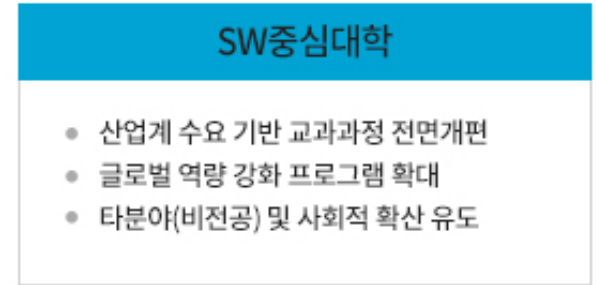 SW중심대학
산업계 수요 기반 교과과정 전면개편
글로벌 역량 강화 프로그램 확대
타분야(비전공) 및 사회적 확산 유도